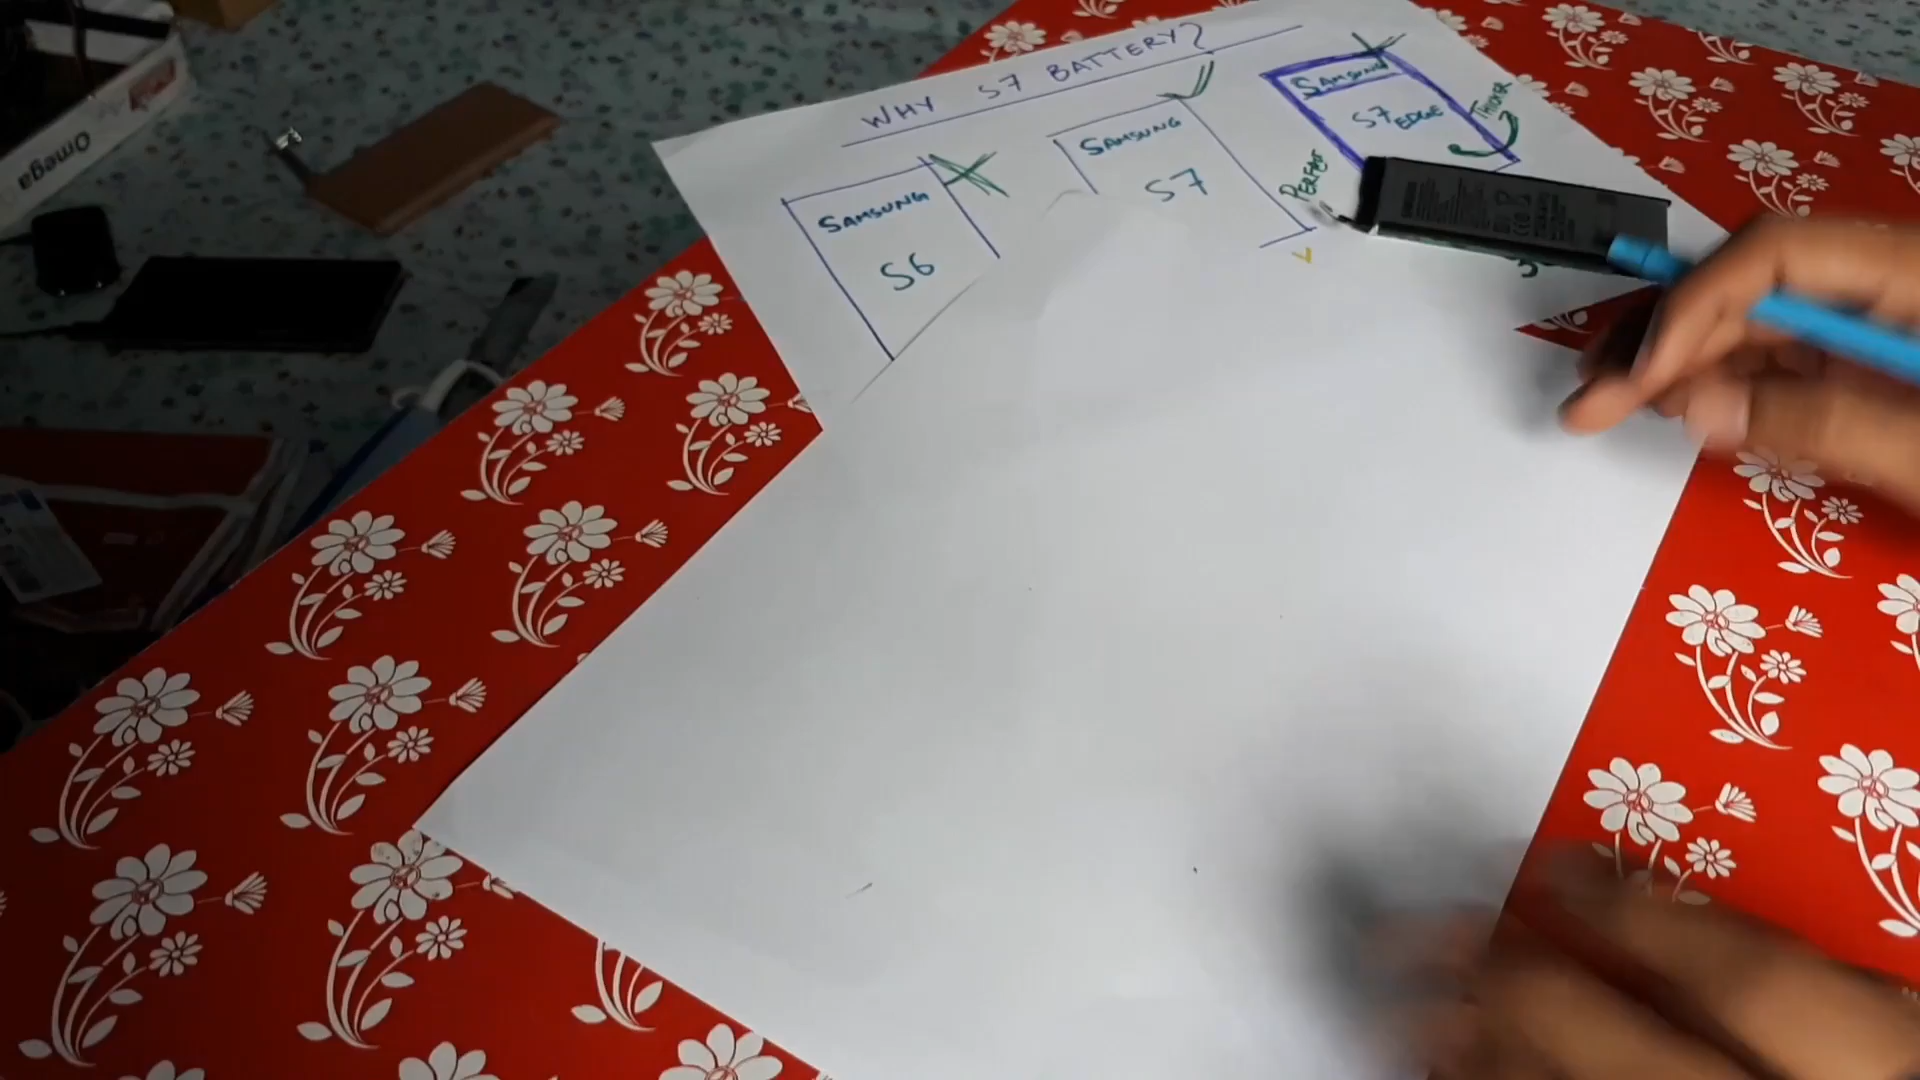 WHY S7 BATTERY?
SAMSUNG
S6
SAMSUNG
S7
PERFECT
SAMSUNG
S7 EDGE
THICKER
Omega